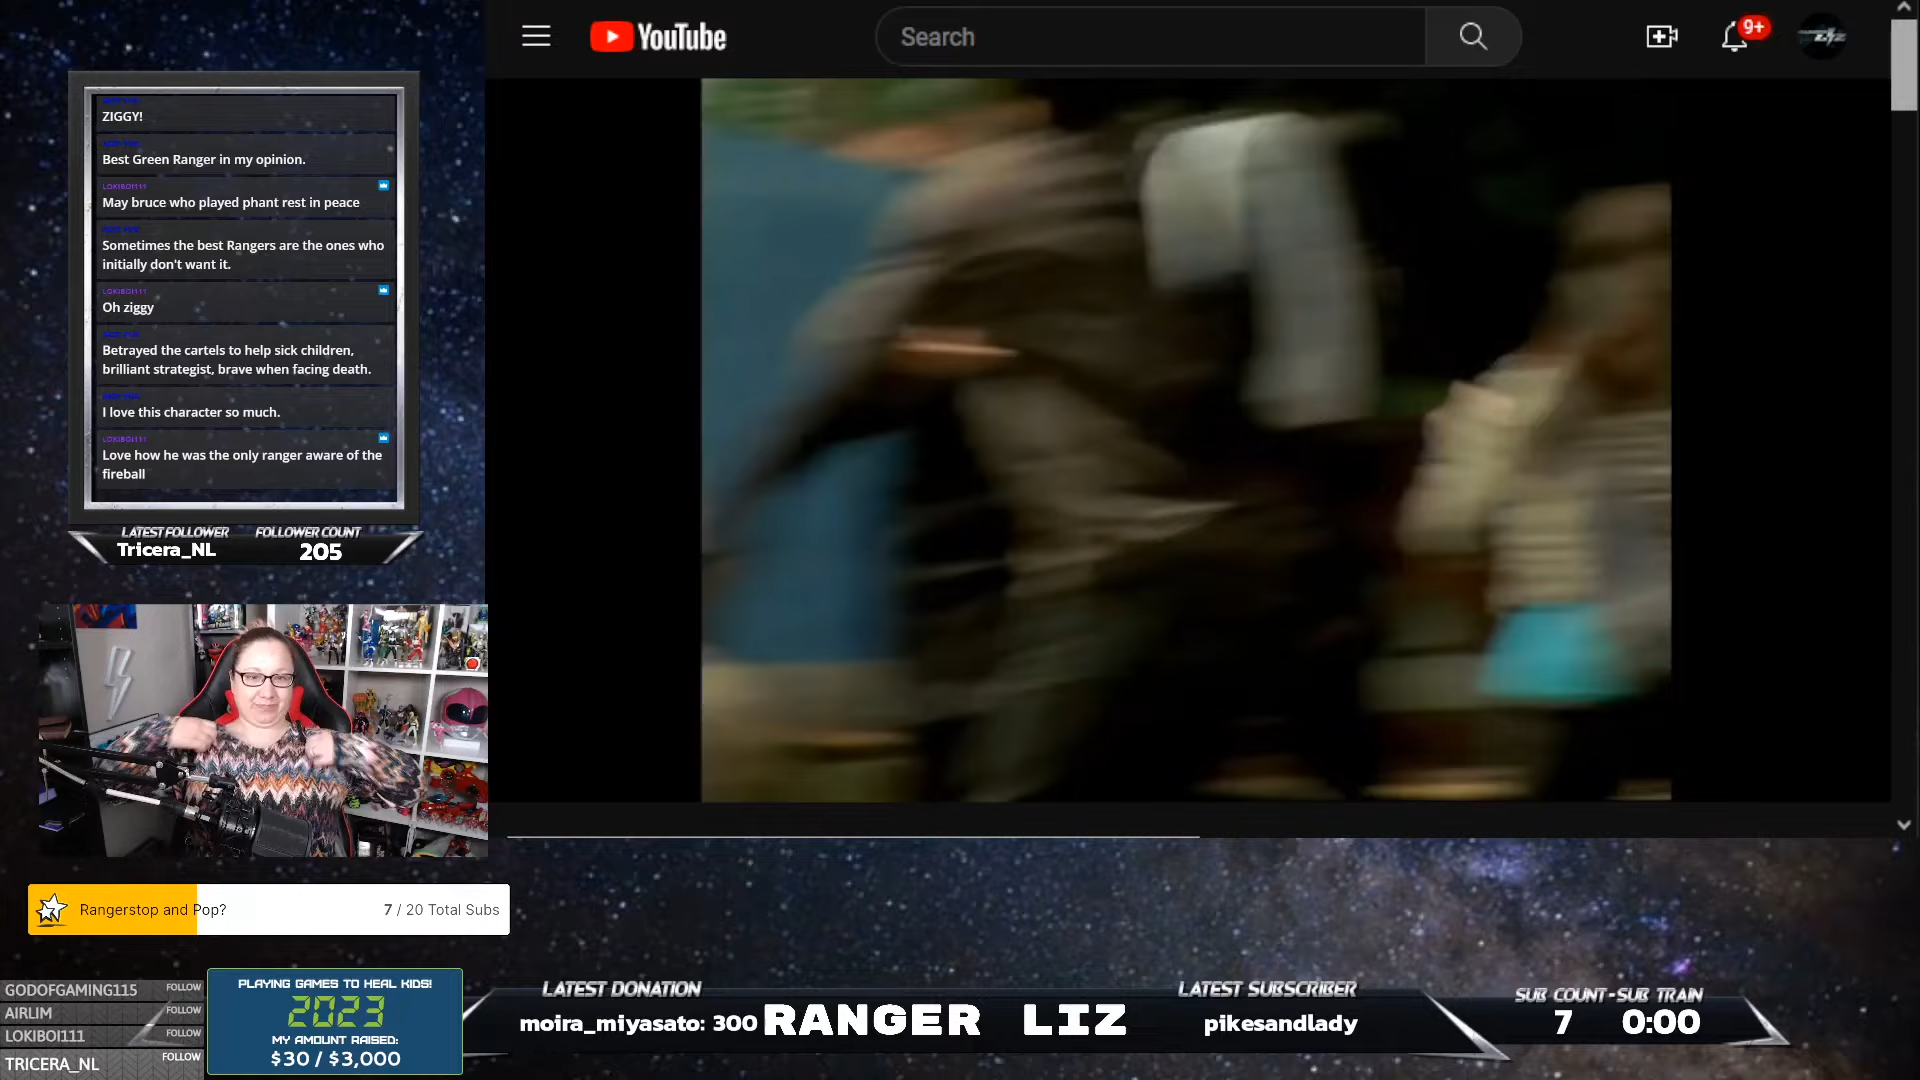 YouTube
Search
9+
ZIGGY!
Best Green Ranger in my opinion.
LOKIBOI111
May bruce who played phant rest in peace
Sometimes the best Rangers are the ones who
initially don't want it.
LOKIBOI111
Oh ziggy
Betrayed the cartels to help sick children,
brilliant strategist, brave when facing death.
I love this character so much.
LOKIBOI111
Love how he was the only ranger aware of the
fireball
LATEST FOLLOWER
Tricera_NL
FOLLOWER COUNT
205
Rangerstop and Pop?
7 / 20 Total Subs
GODOFGAMING115 FOLLOW
AIRLIM FOLLOW
LOKIBOI111 FOLLOW
TRICERA_NL FOLLOW
PLAYING GAMES TO HEAL KIDS!
2023
MY AMOUNT RAISED:
$30 / $3,000
LATEST DONATION
moira_miyasato: 300
RANGER LIZ
LATEST SUBSCRIBER
pikesandlady
SUB COUNT - SUB TRAIN
7 0:00